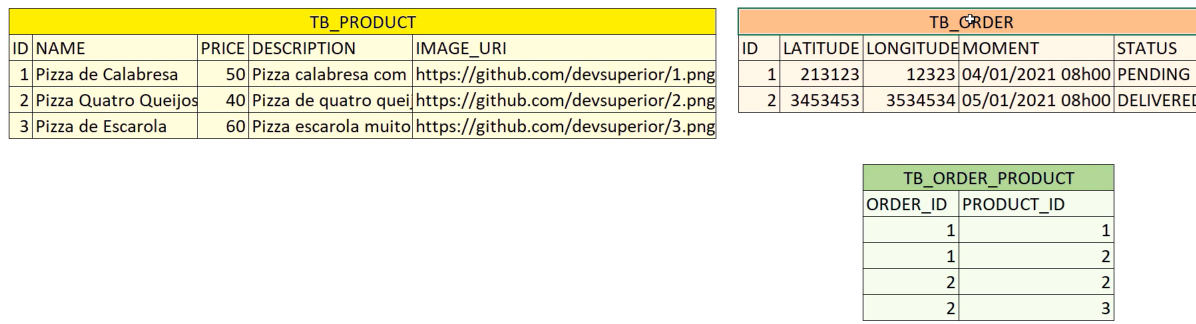 TB_PRODUCT
ID NAME PRICE DESCRIPTION IMAGE_URI
1 Pizza de Calabresa 50 Pizza calabresa com https://github.com/devsuperior/1.png
2 Pizza Quatro Queijos 40 Pizza de quatro quei https://github.com/devsuperior/2.png
3 Pizza de Escarola 60 Pizza escarola muito https://github.com/devsuperior/3.png
TB_ORDER
ID LATITUDE LONGITUDE MOMENT STATUS
1 213123 12323 04/01/2021 08h00 PENDING
2 3453453 3534534 05/01/2021 08h00 DELIVERED
TB_ORDER_PRODUCT
ORDER_ID PRODUCT_ID
1 1
1 2
2 2
2 3